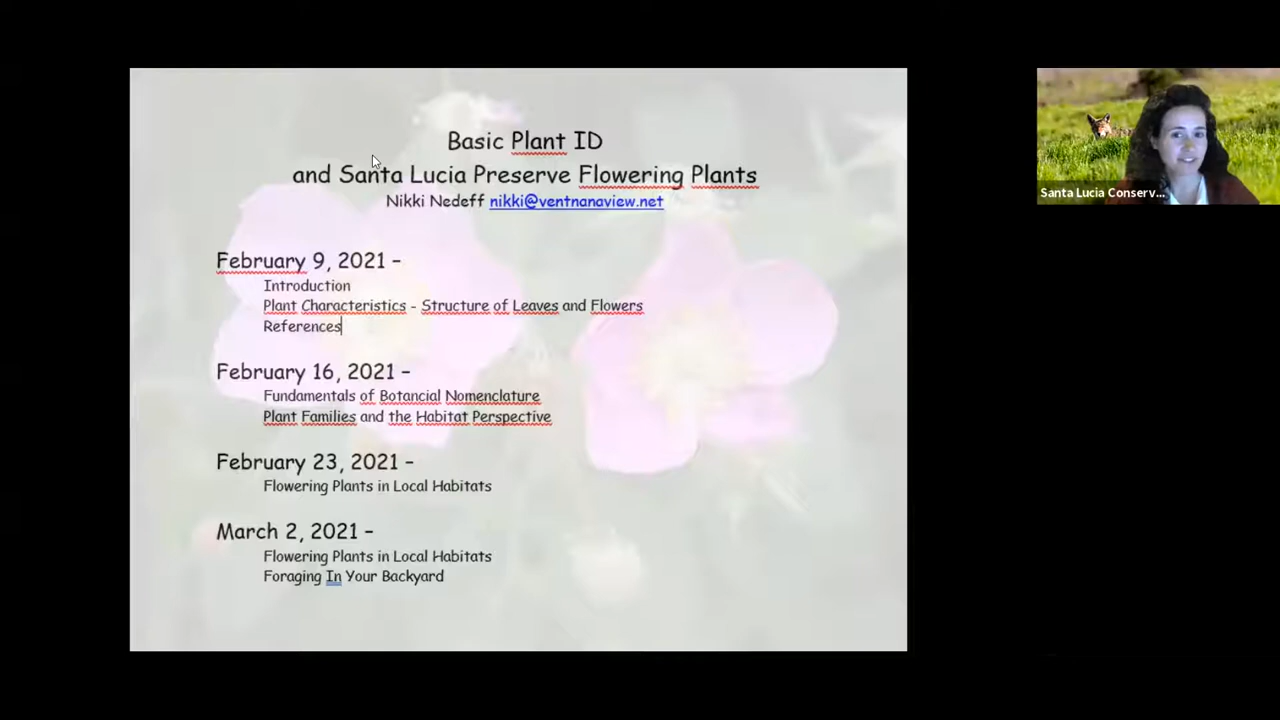 Basic Plant ID
and Santa Lucia Preserve Flowering Plants
Nikki Nedeff nikki@ventnanaview.net
February 9, 2021 –
Introduction
Plant Characteristics - Structure of Leaves and Flowers
References
February 16, 2021 –
Fundamentals of Botancial Nomenclature
Plant Families and the Habitat Perspective
February 23, 2021 –
Flowering Plants in Local Habitats
March 2, 2021 –
Flowering Plants in Local Habitats
Foraging In Your Backyard
Santa Lucia Conserv...